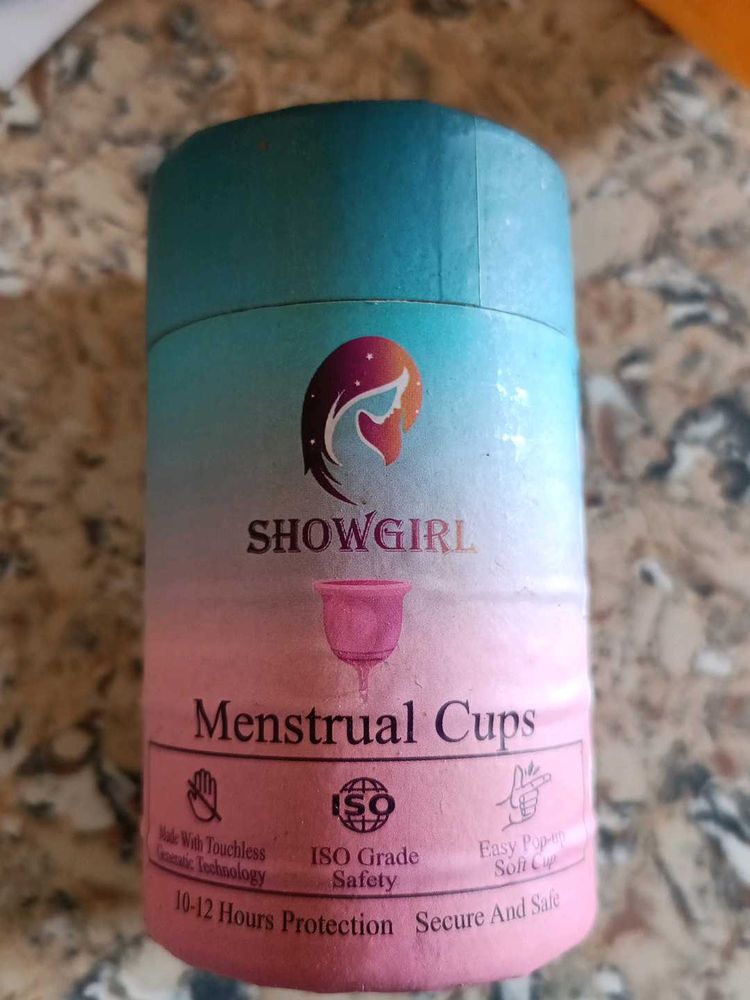 SHOWGIRL
Menstrual Cups
Made With Touchless
Generatic Technology
ISO
ISO Grade
Safety
Easy Pop-up
Soft Cup
10-12 Hours Protection Secure And Safe